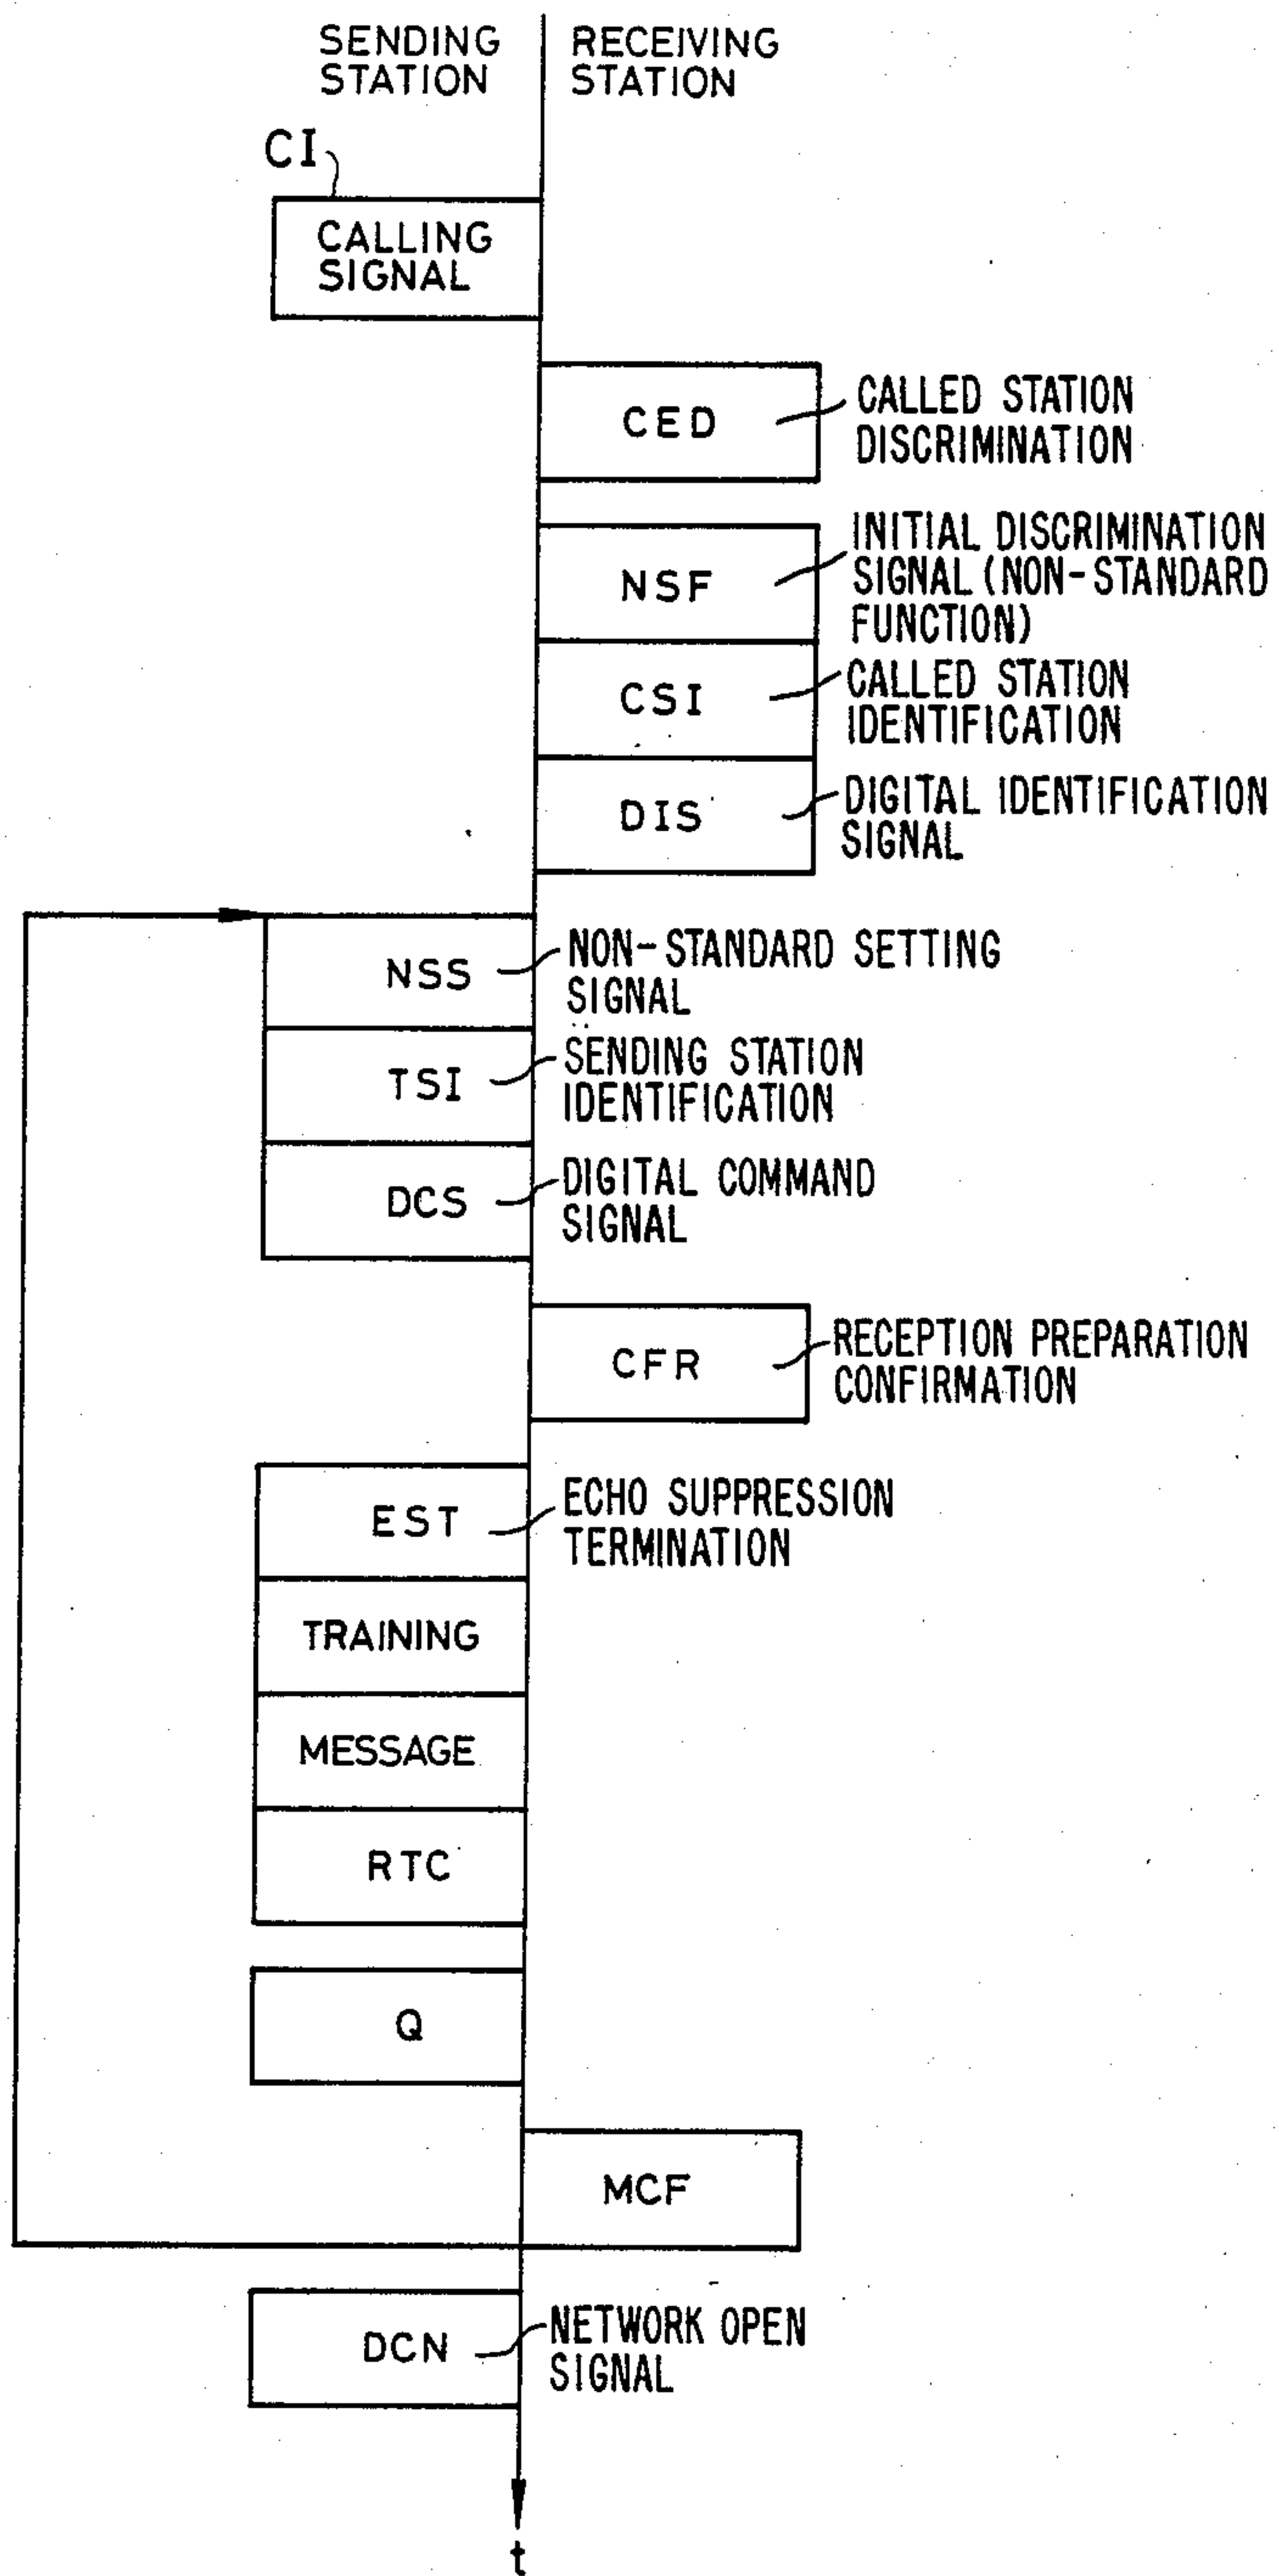 SENDING
STATION
RECEIVING
STATION
CI
CALLING
SIGNAL
CED
CALLED STATION
DISCRIMINATION
NSF
INITIAL DISCRIMINATION
SIGNAL (NON-STANDARD
FUNCTION)
CSI
CALLED STATION
IDENTIFICATION
DIS
DIGITAL IDENTIFICATION
SIGNAL
NSS
NON-STANDARD SETTING
SIGNAL
TSI
SENDING STATION
IDENTIFICATION
DCS
DIGITAL COMMAND
SIGNAL
CFR
RECEPTION PREPARATION
CONFIRMATION
EST
ECHO SUPPRESSION
TERMINATION
TRAINING
MESSAGE
RTC
Q
MCF
DCN
NETWORK OPEN
SIGNAL
t